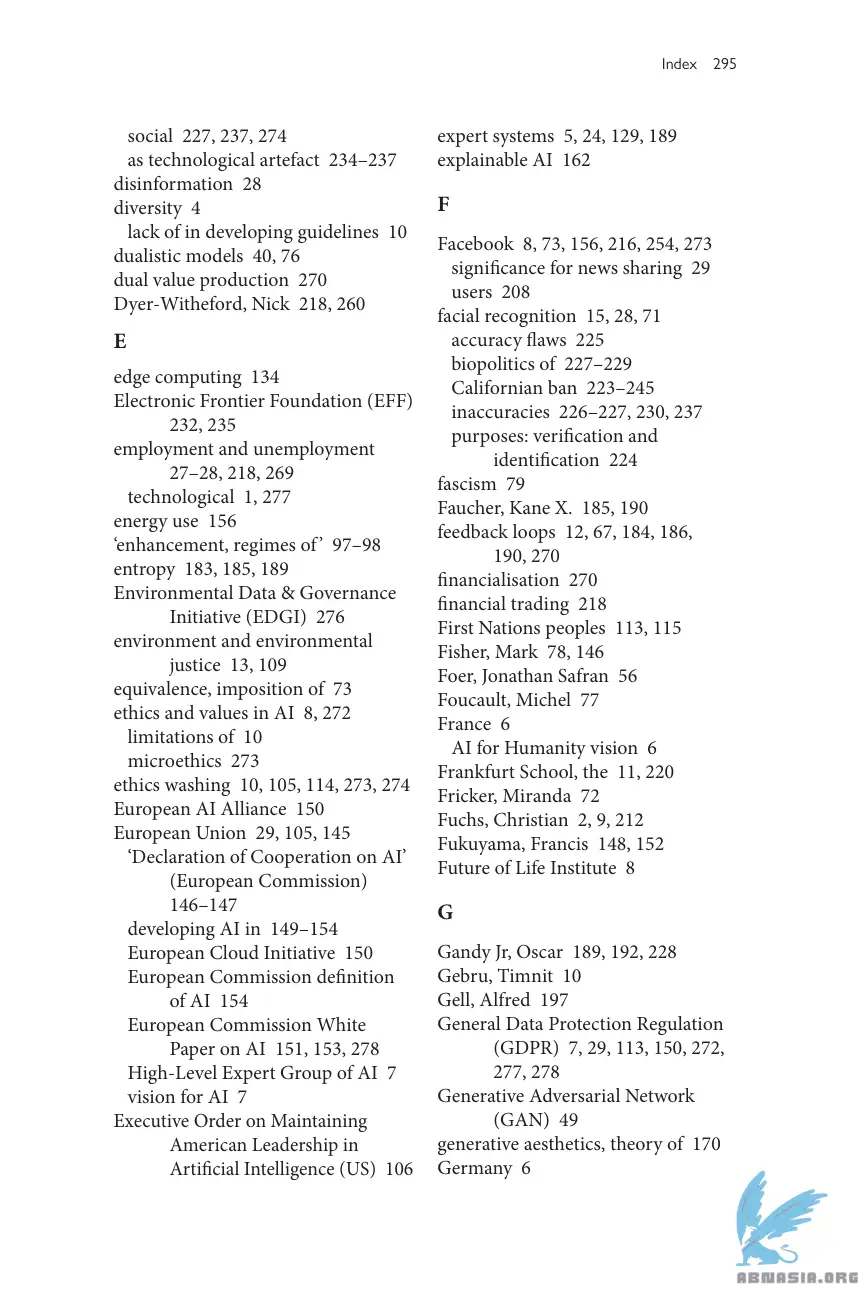 Index 295
social 227, 237, 274
as technological artefact 234–237
disinformation 28
diversity 4
lack of in developing guidelines 10
dualistic models 40, 76
dual value production 270
Dyer-Witheford, Nick 218, 260
E
edge computing 134
Electronic Frontier Foundation (EFF)
232, 235
employment and unemployment
27–28, 218, 269
technological 1, 277
energy use 156
‘enhancement, regimes of’ 97–98
entropy 183, 185, 189
Environmental Data & Governance
Initiative (EDGI) 276
environment and environmental
justice 13, 109
equivalence, imposition of 73
ethics and values in AI 8, 272
limitations of 10
microethics 273
ethics washing 10, 105, 114, 273, 274
European AI Alliance 150
European Union 29, 105, 145
‘Declaration of Cooperation on AI’
(European Commission)
146–147
developing AI in 149–154
European Cloud Initiative 150
European Commission definition
of AI 154
European Commission White
Paper on AI 151, 153, 278
High-Level Expert Group of AI 7
vision for AI 7
Executive Order on Maintaining
American Leadership in
Artificial Intelligence (US) 106
expert systems 5, 24, 129, 189
explainable AI 162
F
Facebook 8, 73, 156, 216, 254, 273
significance for news sharing 29
users 208
facial recognition 15, 28, 71
accuracy flaws 225
biopolitics of 227–229
Californian ban 223–245
inaccuracies 226–227, 230, 237
purposes: verification and
identification 224
fascism 79
Faucher, Kane X. 185, 190
feedback loops 12, 67, 184, 186,
190, 270
financialisation 270
financial trading 218
First Nations peoples 113, 115
Fisher, Mark 78, 146
Foer, Jonathan Safran 56
Foucault, Michel 77
France 6
AI for Humanity vision 6
Frankfurt School, the 11, 220
Fricker, Miranda 72
Fuchs, Christian 2, 9, 212
Fukuyama, Francis 148, 152
Future of Life Institute 8
G
Gandy Jr, Oscar 189, 192, 228
Gebru, Timnit 10
Gell, Alfred 197
General Data Protection Regulation
(GDPR) 7, 29, 113, 150, 272,
277, 278
Generative Adversarial Network
(GAN) 49
generative aesthetics, theory of 170
Germany 6
ABNASIA.ORG